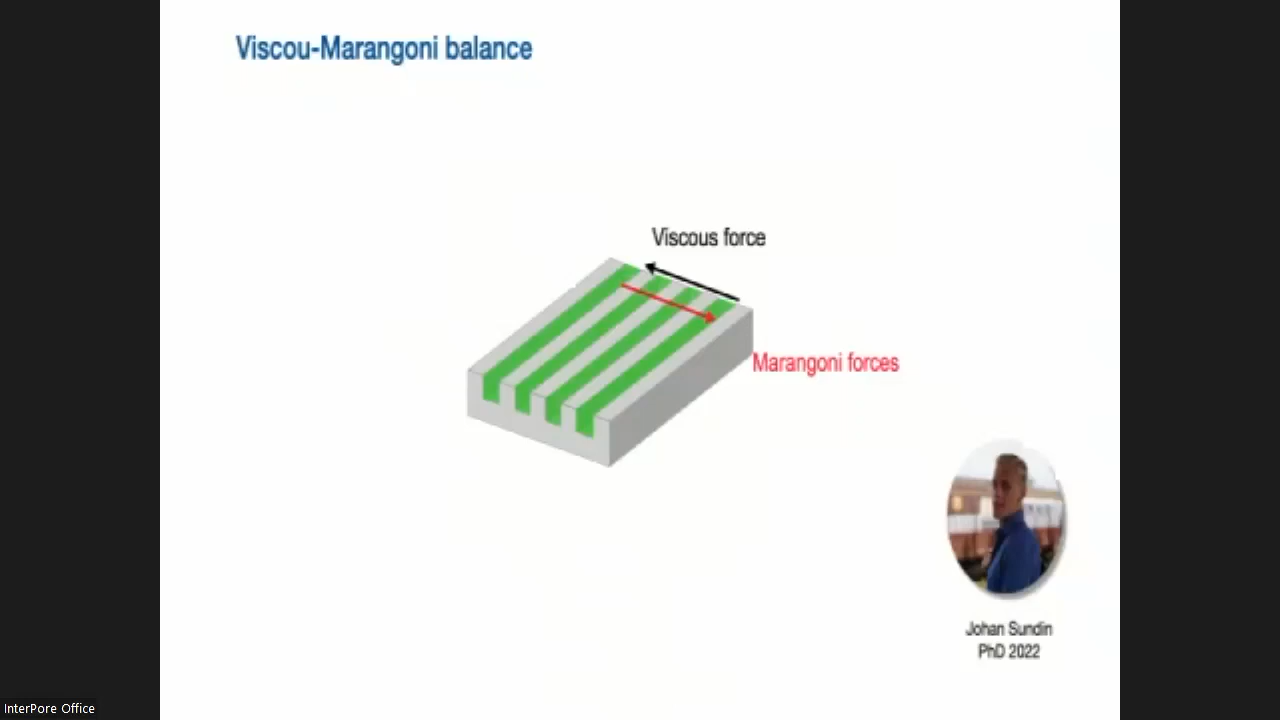 Viscou-Marangoni balance
Viscous force
Marangoni forces
Johan Sundin
PhD 2022
InterPore Office